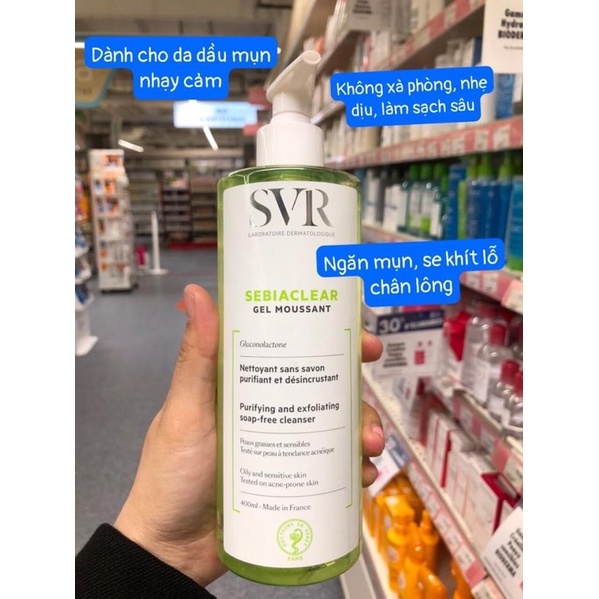 Dành cho da dầu mụn
nhạy cảm
Không xà phòng, nhẹ
dịu, làm sạch sâu
SVR
LABORATOIRE DERMATOLOGIQUE
Ngăn mụn, se khít lỗ
chân lông
SEBIACLEAR
GEL MOUSSANT
Gluconolactone
Nettoyant sans savon
purifiant et désincrustant
Purifying and exfoliating
soap-free cleanser
Peaux grasses et sensibles
Testé sur peau à tendance acnéique
Oily and sensitive skin
Tested on acne-prone skin
400ml - Made in France
BIODERMA
30